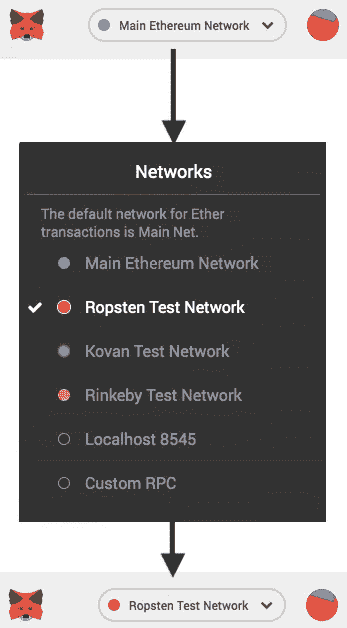 Main Ethereum Network
Networks
The default network for Ether
transactions is Main Net.
Main Ethereum Network
Ropsten Test Network
Kovan Test Network
Rinkeby Test Network
Localhost 8545
Custom RPC
Ropsten Test Network